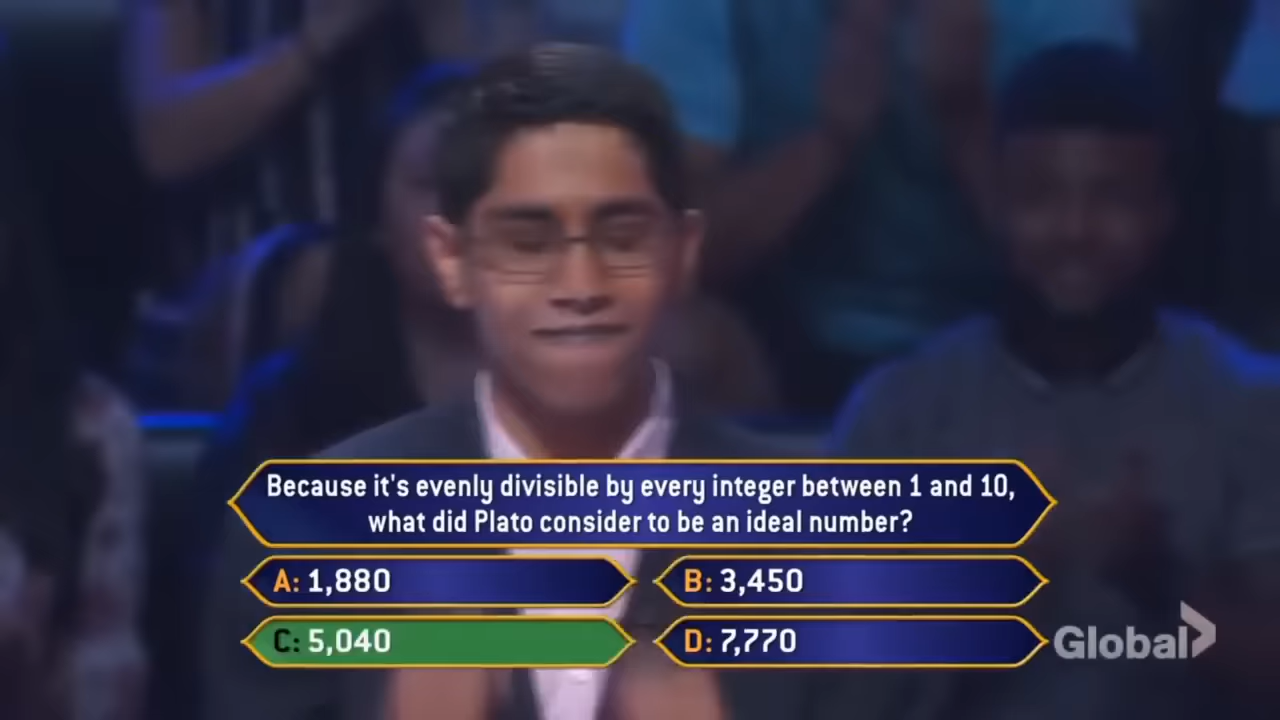 Because it's evenly divisible by every integer between 1 and 10,
what did Plato consider to be an ideal number?
A: 1,880
B: 3,450
C: 5,040
D: 7,770
Global